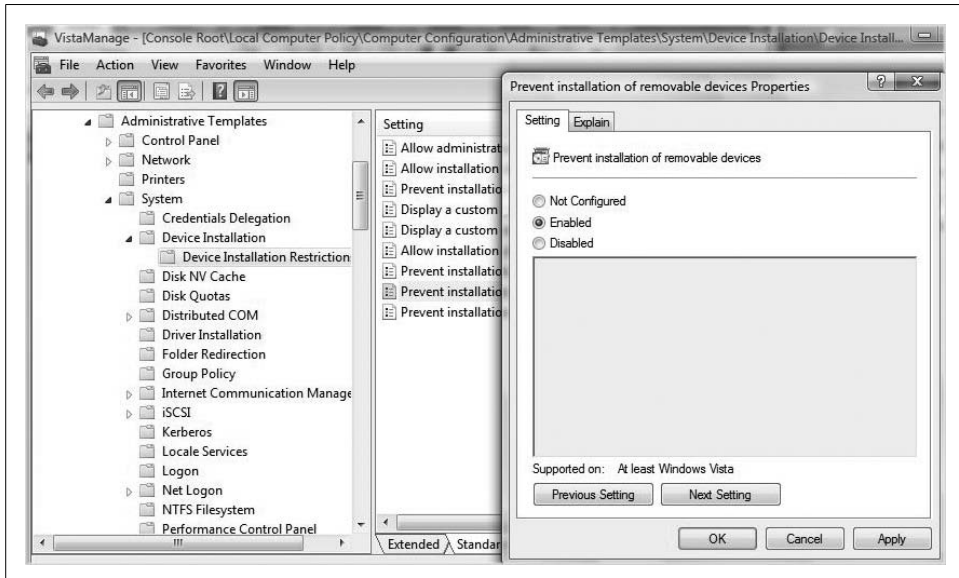 VistaManage - [Console Root\Local Computer Policy\Computer Configuration\Administrative Templates\System\Device Installation\Device Install...
File Action View Favorites Window Help
Administrative Templates
Control Panel
Network
Printers
System
Credentials Delegation
Device Installation
Device Installation Restriction
Disk NV Cache
Disk Quotas
Distributed COM
Driver Installation
Folder Redirection
Group Policy
Internet Communication Manage
iSCSI
Kerberos
Locale Services
Logon
Net Logon
NTFS Filesystem
Performance Control Panel
Setting
Allow administrat
Allow installation
Prevent installatio
Display a custom
Display a custom
Allow installation
Prevent installatio
Prevent installatio
Prevent installatio
Extended Standar
Prevent installation of removable devices Properties
Setting Explain
Prevent installation of removable devices
Not Configured
Enabled
Disabled
Supported on: At least Windows Vista
Previous Setting Next Setting
OK Cancel Apply